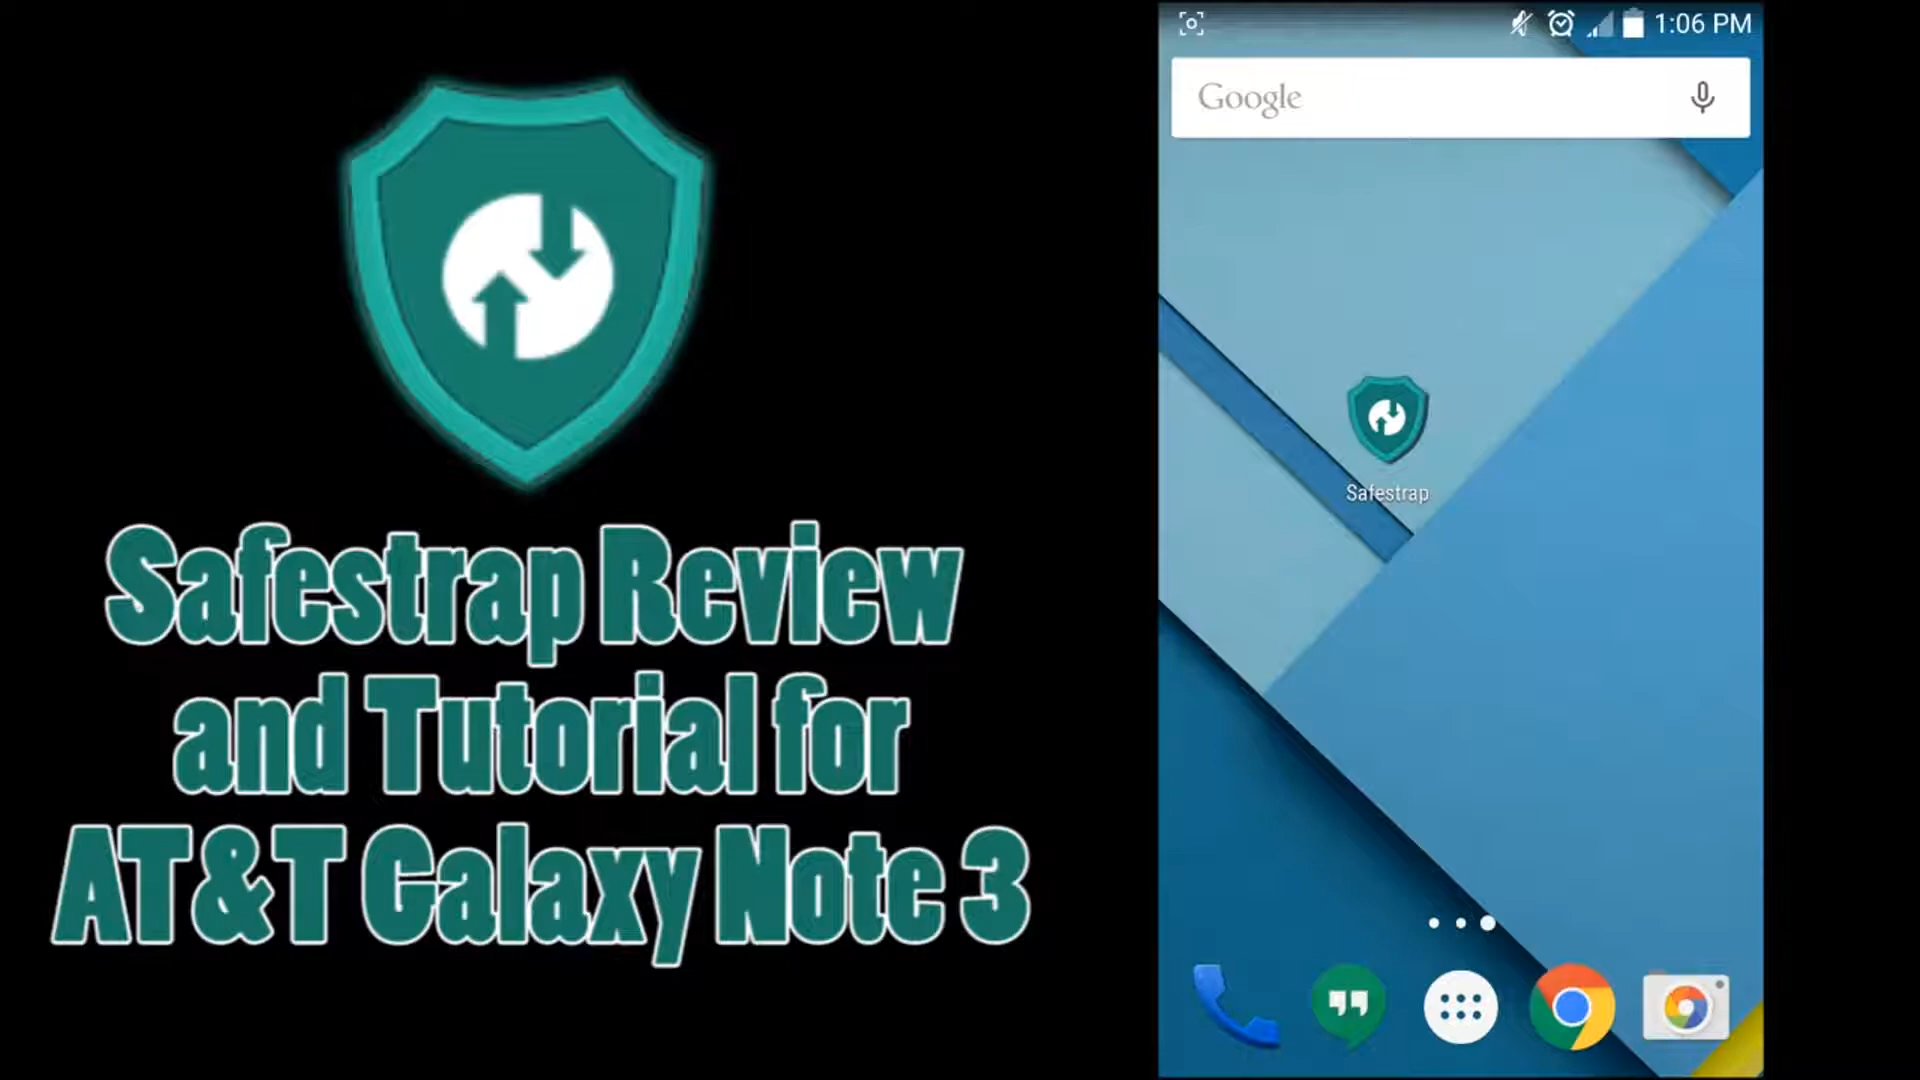 Safestrap Review
and Tutorial for
AT&T Galaxy Note 3
1:06 PM
Google
Safestrap